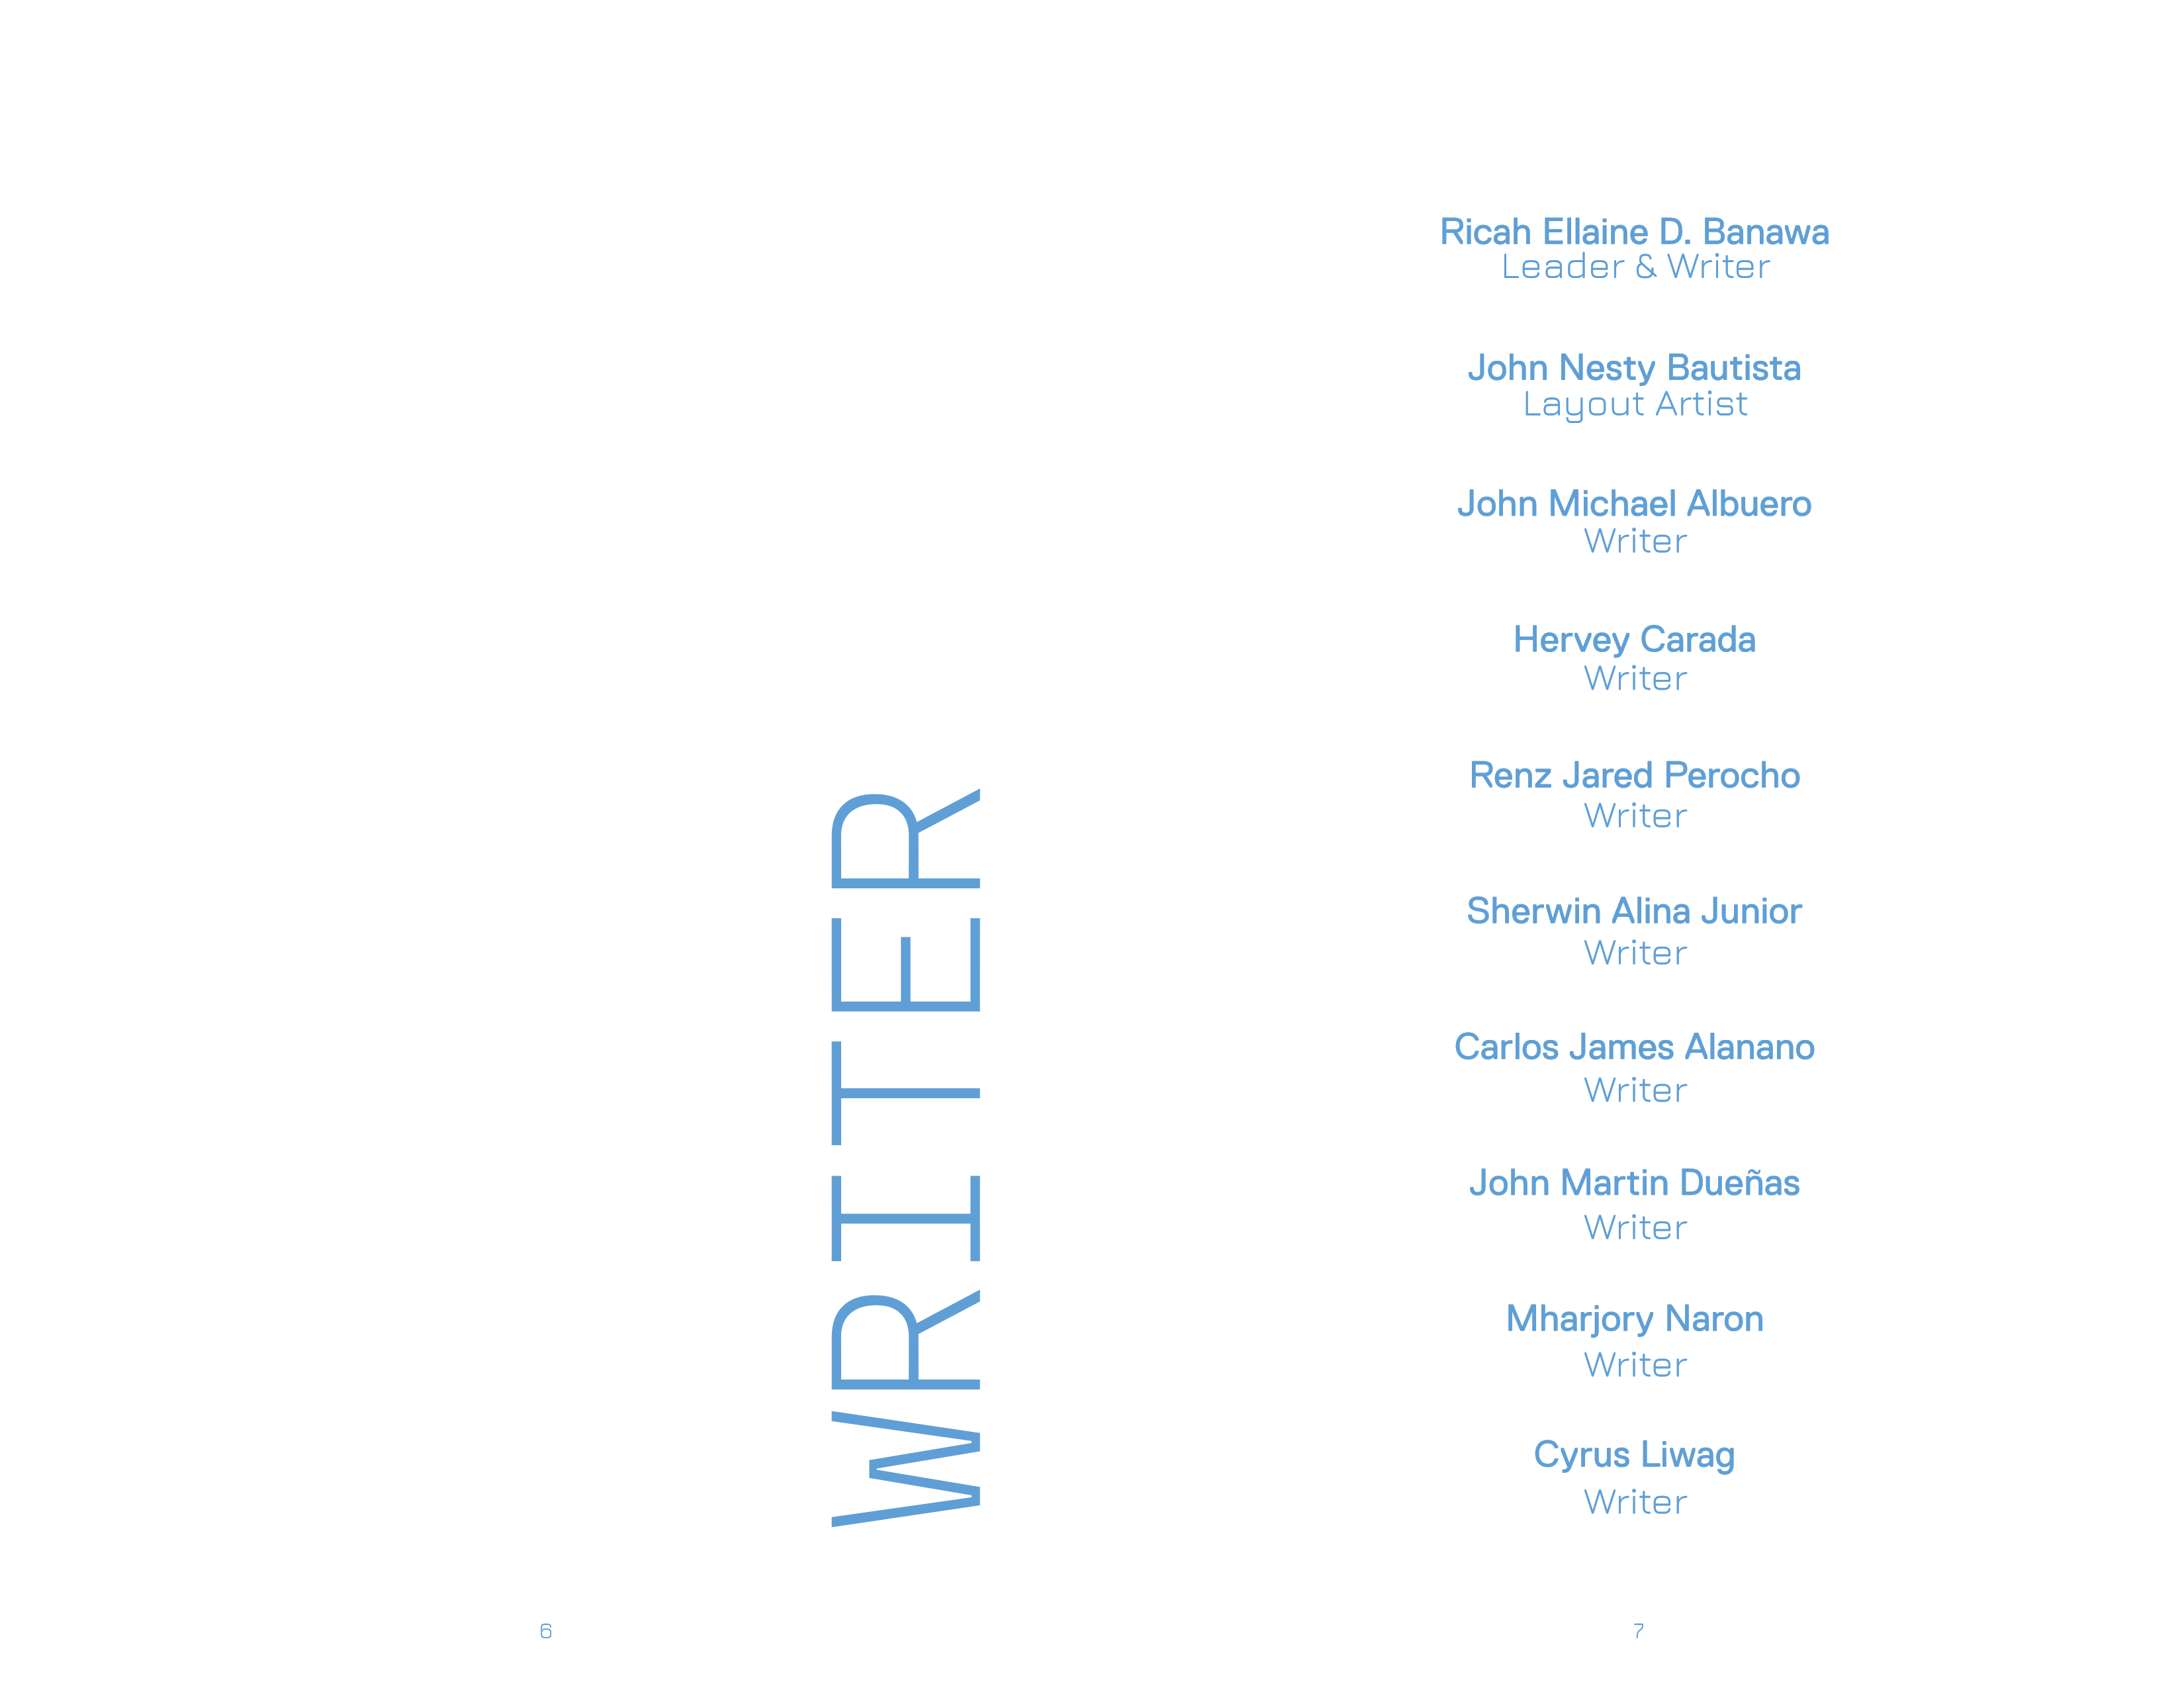 WRITER
6
Ricah Ellaine D. Banawa
Leader & Writer
John Nesty Bautista
Layout Artist
John Michael Albuero
Writer
Hervey Carada
Writer
Renz Jared Perocho
Writer
Sherwin Alina Junior
Writer
Carlos James Alanano
Writer
John Martin Dueñas
Writer
Mharjory Naron
Writer
Cyrus Liwag
Writer
7